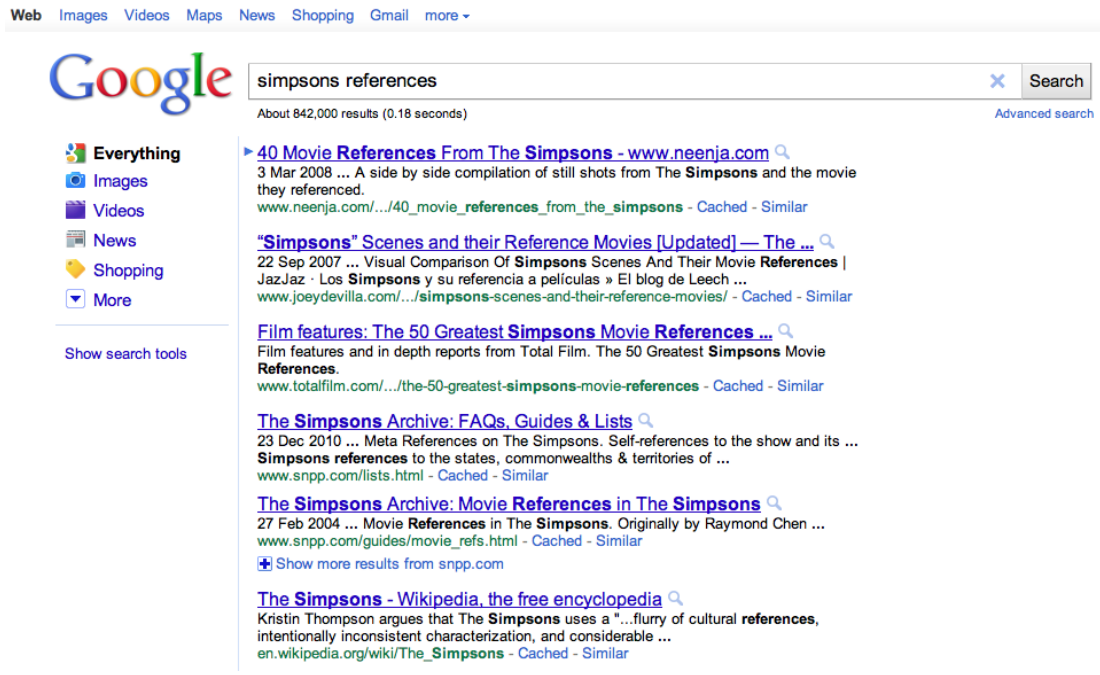 Web Images Videos Maps News Shopping Gmail more
Google
simpsons references
Search
About 842,000 results (0.18 seconds)
Advanced search
Everything
Images
Videos
News
Shopping
More
Show search tools
40 Movie References From The Simpsons - www.neenja.com
3 Mar 2008 ... A side by side compilation of still shots from The Simpsons and the movie
they referenced.
www.neenja.com/.../40_movie_references_from_the_simpsons - Cached - Similar
“Simpsons” Scenes and their Reference Movies [Updated] — The ...
22 Sep 2007 ... Visual Comparison Of Simpsons Scenes And Their Movie References |
JazJaz · Los Simpsons y su referencia a películas » El blog de Leech ...
www.joeydevilla.com/.../simpsons-scenes-and-their-reference-movies/ - Cached - Similar
Film features: The 50 Greatest Simpsons Movie References ...
Film features and in depth reports from Total Film. The 50 Greatest Simpsons Movie
References.
www.totalfilm.com/.../the-50-greatest-simpsons-movie-references - Cached - Similar
The Simpsons Archive: FAQs, Guides & Lists
23 Dec 2010 ... Meta References on The Simpsons. Self-references to the show and its ...
Simpsons references to the states, commonwealths & territories of ...
www.snpp.com/lists.html - Cached - Similar
The Simpsons Archive: Movie References in The Simpsons
27 Feb 2004 ... Movie References in The Simpsons. Originally by Raymond Chen ...
www.snpp.com/guides/movie_refs.html - Cached - Similar
Show more results from snpp.com
The Simpsons - Wikipedia, the free encyclopedia
Kristin Thompson argues that The Simpsons uses a "...flurry of cultural references,
intentionally inconsistent characterization, and considerable ...
en.wikipedia.org/wiki/The_Simpsons - Cached - Similar